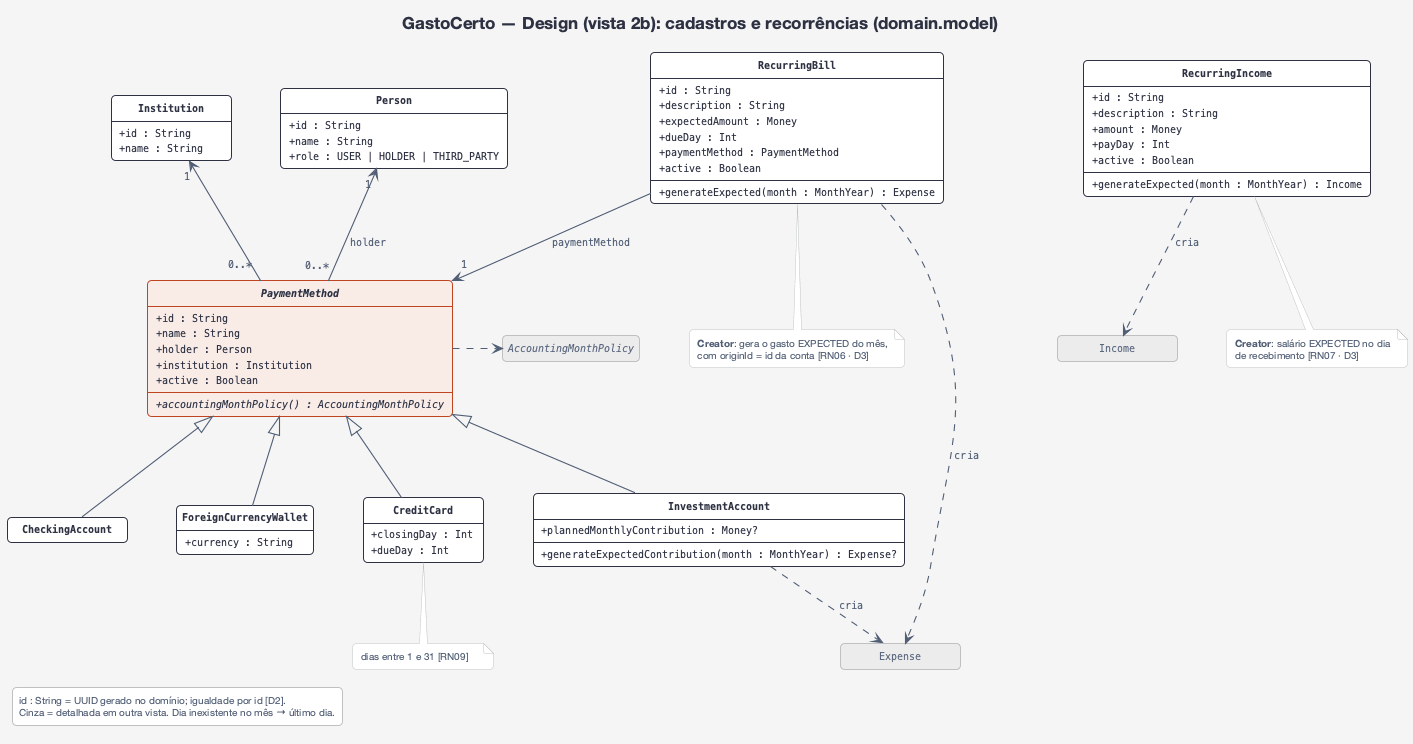 GastoCerto — Design (vista 2b): cadastros e recorrências (domain.model)
Institution
+id : String
+name : String
Person
+id : String
+name : String
+role : USER | HOLDER | THIRD_PARTY
RecurringBill
+id : String
+description : String
+expectedAmount : Money
+dueDay : Int
+paymentMethod : PaymentMethod
+active : Boolean
+generateExpected(month : MonthYear) : Expense
RecurringIncome
+id : String
+description : String
+amount : Money
+payDay : Int
+active : Boolean
+generateExpected(month : MonthYear) : Income
1
1
holder
paymentMethod
cria
0..*
0..*
1
PaymentMethod
+id : String
+name : String
+holder : Person
+institution : Institution
+active : Boolean
+accountingMonthPolicy() : AccountingMonthPolicy
AccountingMonthPolicy
Creator: gera o gasto EXPECTED do mês,
com originId = id da conta [RN06 · D3]
Income
Creator: salário EXPECTED no dia
de recebimento [RN07 · D3]
cria
CheckingAccount
ForeignCurrencyWallet
+currency : String
CreditCard
+closingDay : Int
+dueDay : Int
InvestmentAccount
+plannedMonthlyContribution : Money?
+generateExpectedContribution(month : MonthYear) : Expense?
cria
dias entre 1 e 31 [RN09]
Expense
id : String = UUID gerado no domínio; igualdade por id [D2].
Cinza = detalhada em outra vista. Dia inexistente no mês → último dia.